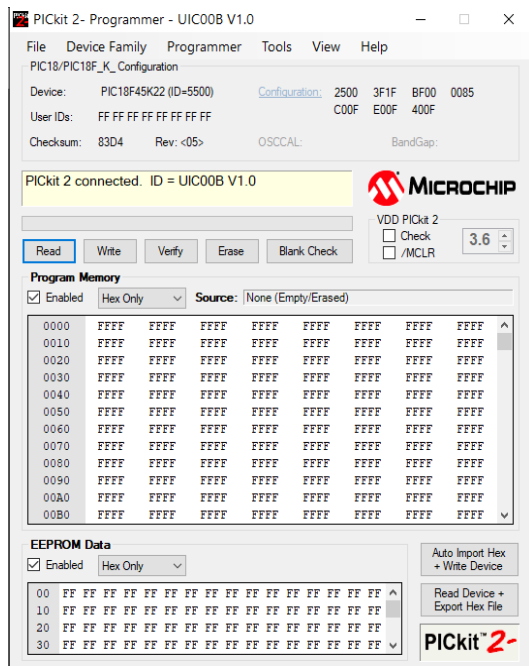 PICkit 2- Programmer - UIC00B V1.0
File Device Family Programmer Tools View Help
PIC18/PIC18F_K_ Configuration
Device: PIC18F45K22 (ID=5500) Configuration: 2500 3F1F BF00 0085
User IDs: FF FF FF FF FF FF FF FF C00F E00F 400F
Checksum: 83D4 Rev: <05> OSCCAL: BandGap:
PICkit 2 connected. ID = UIC00B V1.0
MICROCHIP
VDD PICkit 2
Check
/MCLR
3.6
Read Write Verify Erase Blank Check
Program Memory
Enabled Hex Only Source: None (Empty/Erased)
0000 FFFF FFFF FFFF FFFF FFFF FFFF FFFF FFFF
0010 FFFF FFFF FFFF FFFF FFFF FFFF FFFF FFFF
0020 FFFF FFFF FFFF FFFF FFFF FFFF FFFF FFFF
0030 FFFF FFFF FFFF FFFF FFFF FFFF FFFF FFFF
0040 FFFF FFFF FFFF FFFF FFFF FFFF FFFF FFFF
0050 FFFF FFFF FFFF FFFF FFFF FFFF FFFF FFFF
0060 FFFF FFFF FFFF FFFF FFFF FFFF FFFF FFFF
0070 FFFF FFFF FFFF FFFF FFFF FFFF FFFF FFFF
0080 FFFF FFFF FFFF FFFF FFFF FFFF FFFF FFFF
0090 FFFF FFFF FFFF FFFF FFFF FFFF FFFF FFFF
00A0 FFFF FFFF FFFF FFFF FFFF FFFF FFFF FFFF
00B0 FFFF FFFF FFFF FFFF FFFF FFFF FFFF FFFF
EEPROM Data
Enabled Hex Only
00 FF FF FF FF FF FF FF FF FF FF FF FF FF FF FF FF
10 FF FF FF FF FF FF FF FF FF FF FF FF FF FF FF FF
20 FF FF FF FF FF FF FF FF FF FF FF FF FF FF FF FF
30 FF FF FF FF FF FF FF FF FF FF FF FF FF FF FF FF
Auto Import Hex
+ Write Device
Read Device +
Export Hex File
PICkit™ 2-